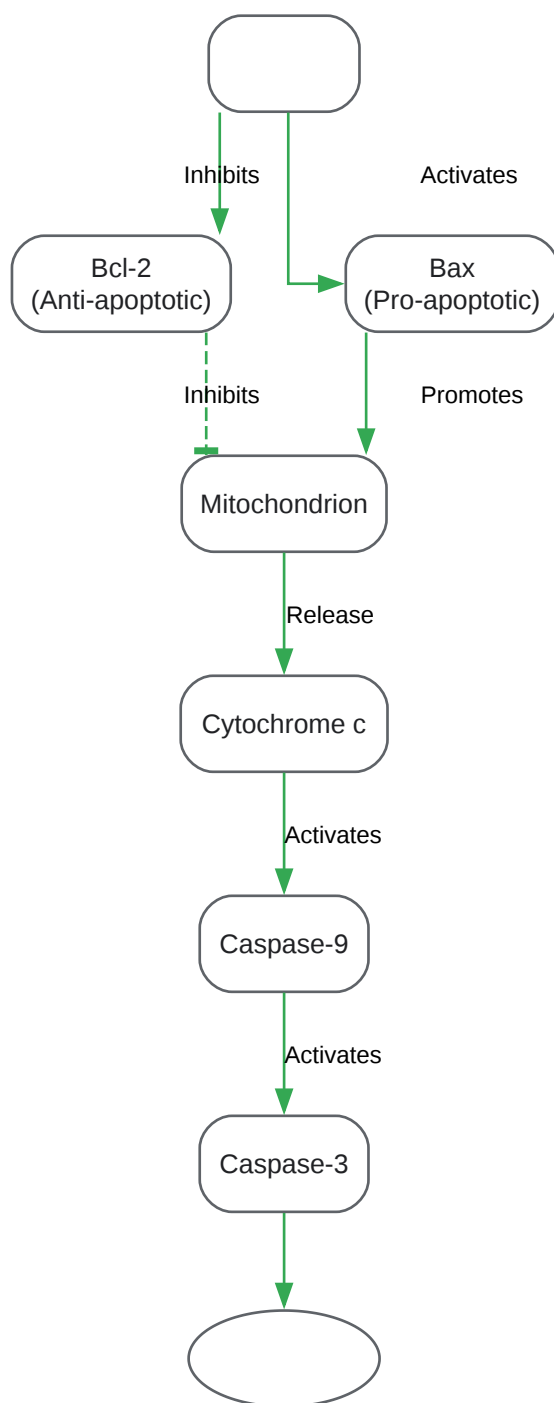 Inhibits
Activates
Bcl-2
(Anti-apoptotic)
Bax
(Pro-apoptotic)
Inhibits
Promotes
Mitochondrion
Release
Cytochrome c
Activates
Caspase-9
Activates
Caspase-3